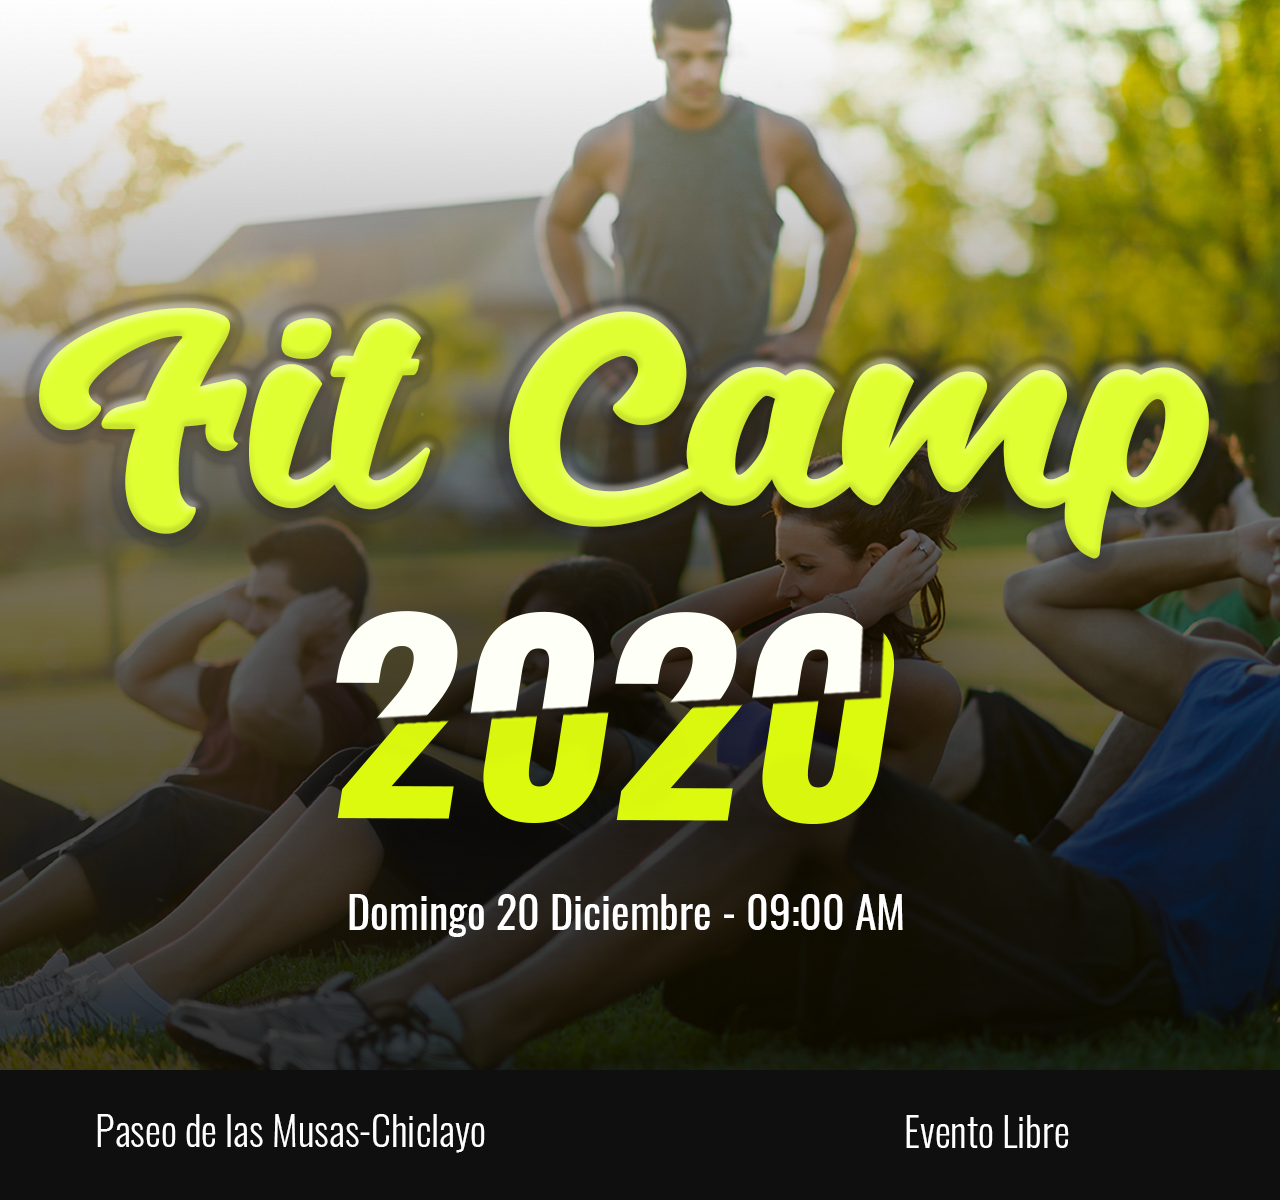 Fit Camp
2020
Domingo 20 Diciembre - 09:00 AM
Paseo de las Musas-Chiclayo
Evento Libre